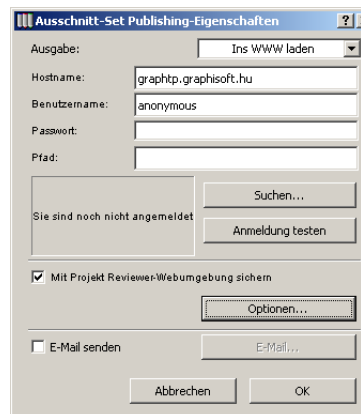 Ausschnitt-Set Publishing-Eigenschaften
Ausgabe: Ins WWW laden
Hostname: graphtp.graphisoft.hu
Benutzername: anonymous
Passwort:
Pfad:
Suchen...
Sie sind noch nicht angemeldet
Anmeldung testen
Mit Projekt Reviewer-Webumgebung sichern
Optionen...
E-Mail senden E-Mail...
Abbrechen OK